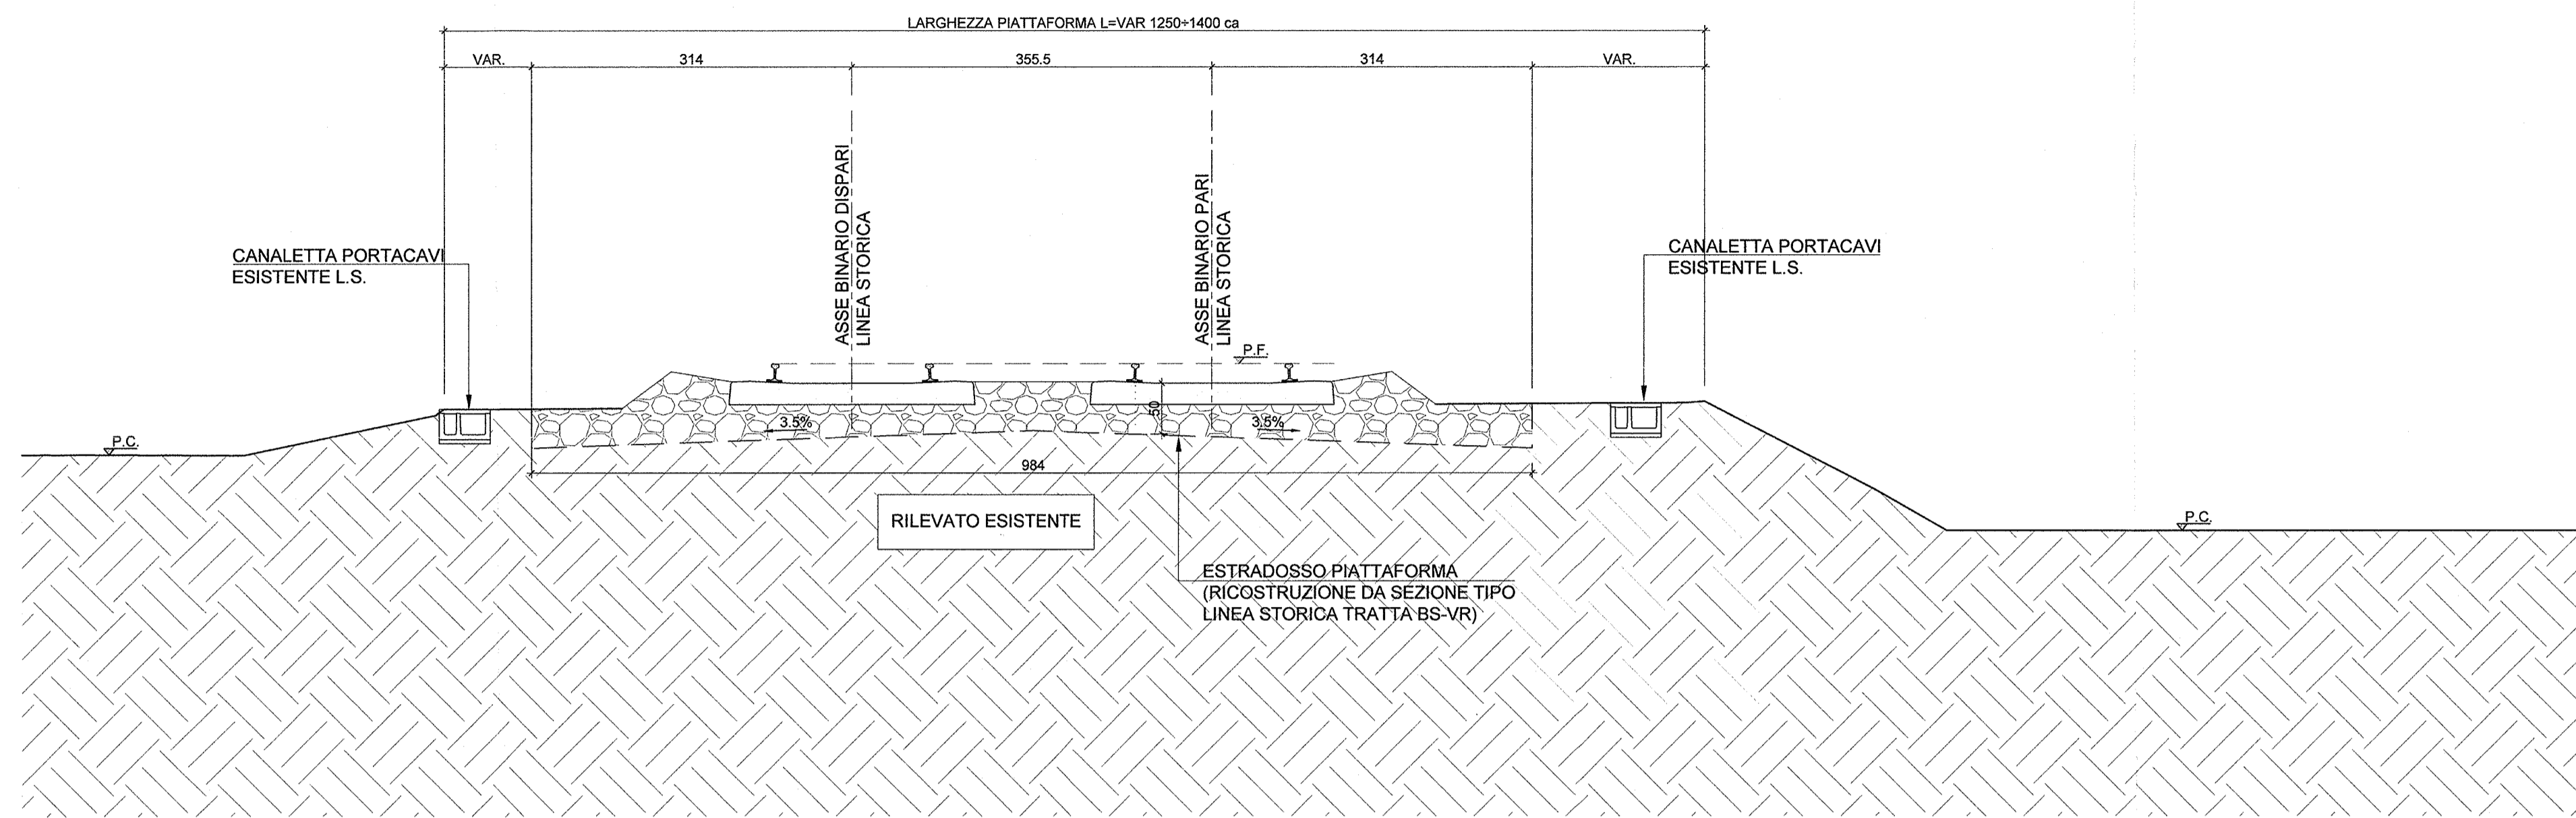 LARGHEZZA PIATTAFORMA L=VAR 1250÷1400 ca
VAR.
314
355.5
314
VAR.
ASSE BINARIO DISPARI
LINEA STORICA
ASSE BINARIO PARI
LINEA STORICA
CANALETTA PORTACAVI
ESISTENTE L.S.
CANALETTA PORTACAVI
ESISTENTE L.S.
P.F.
50
3.5%
3.5%
P.C.
984
RILEVATO ESISTENTE
P.C.
ESTRADOSSO PIATTAFORMA
(RICOSTRUZIONE DA SEZIONE TIPO
LINEA STORICA TRATTA BS-VR)